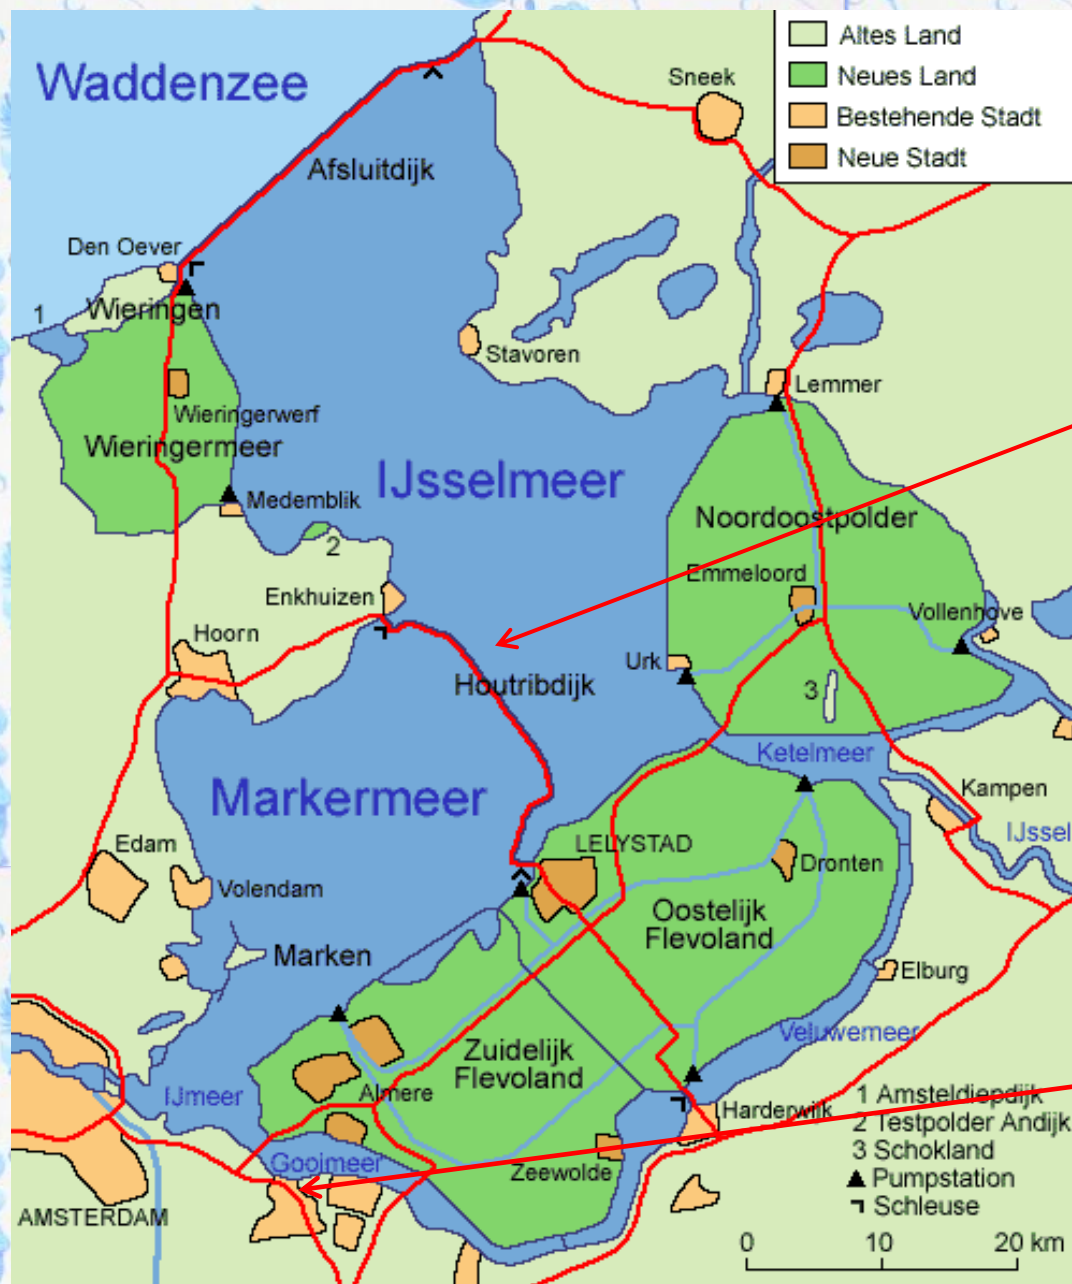 Altes Land
Neues Land
Bestehende Stadt
Neue Stadt
Waddenzee
Sneek
Afsluitdijk
Den Oever
Wieringen
1
Stavoren
Lemmer
Wieringerwerf
Wieringermeer
IJsselmeer
Medemblik
Noordoostpolder
2
Emmeloord
Enkhuizen
Vollenhove
Hoorn
Urk
Houtribdijk
3
Ketelmeer
Markermeer
Kampen
IJssel
Edam
LELYSTAD
Dronten
Volendam
Oostelijk
Flevoland
Marken
Elburg
Veluwemeer
Zuidelijk
Flevoland
IJmeer
Almere
Harderwijk
Gooimeer
Zeewolde
AMSTERDAM
1 Amsteldiepdijk
2 Testpolder Andijk
3 Schokland
Pumpstation
Schleuse
0 10 20 km